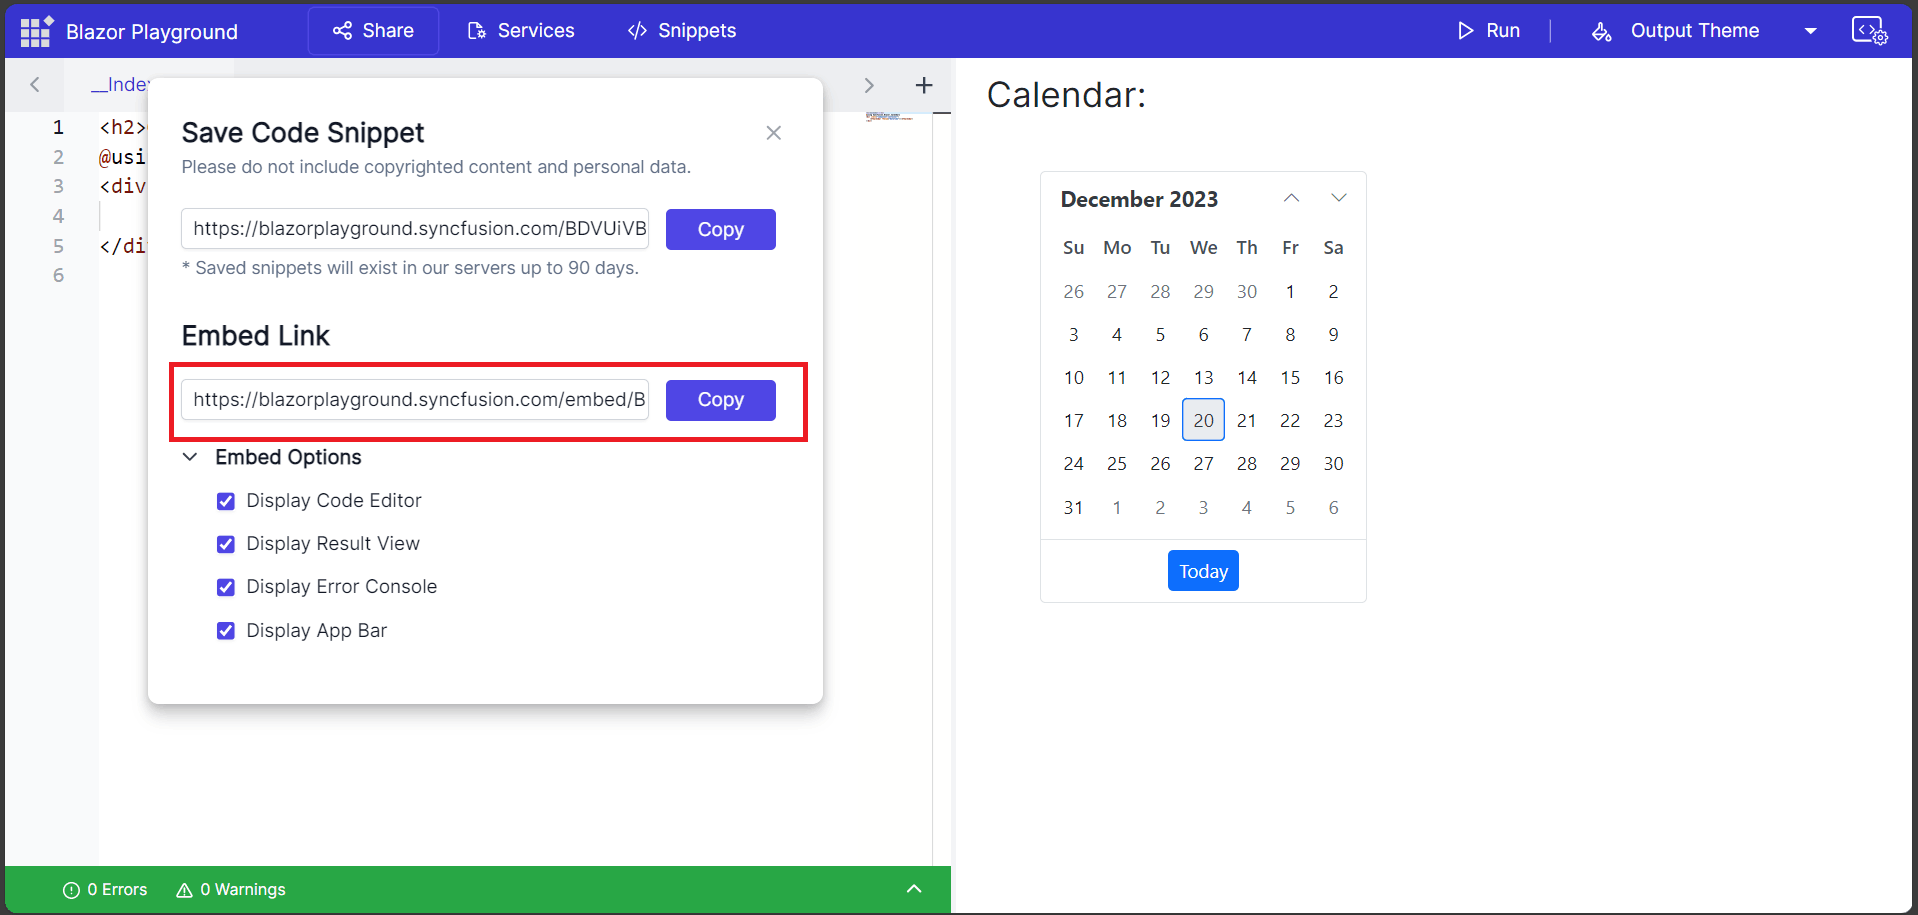 Blazor Playground
Share
Services
Snippets
Run
Output Theme
__Index
1 <h2>
2 @usi
3 <div
4
5 </di
6
Save Code Snippet
Please do not include copyrighted content and personal data.
https://blazorplayground.syncfusion.com/BDVUiVB
Copy
* Saved snippets will exist in our servers up to 90 days.
Embed Link
https://blazorplayground.syncfusion.com/embed/B
Copy
Embed Options
Display Code Editor
Display Result View
Display Error Console
Display App Bar
0 Errors
0 Warnings
Calendar:
December 2023
Su Mo Tu We Th Fr Sa
26 27 28 29 30 1 2
3 4 5 6 7 8 9
10 11 12 13 14 15 16
17 18 19 20 21 22 23
24 25 26 27 28 29 30
31 1 2 3 4 5 6
Today